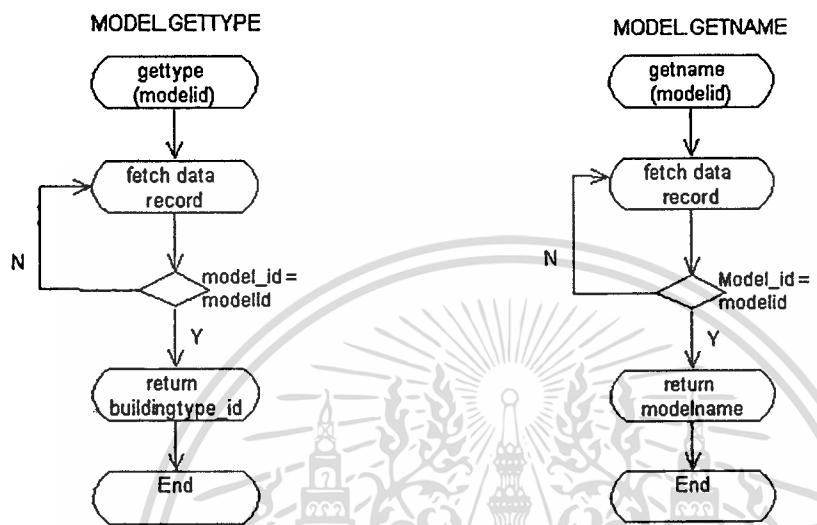 MODEL.GETTYPE
gettype
(modelid)
fetch data
record
N
model_id =
modelId
Y
return
buildingtype_id
End
MODEL.GETNAME
getname
(modelid)
fetch data
record
N
Model_id =
modelid
Y
return
modelname
End